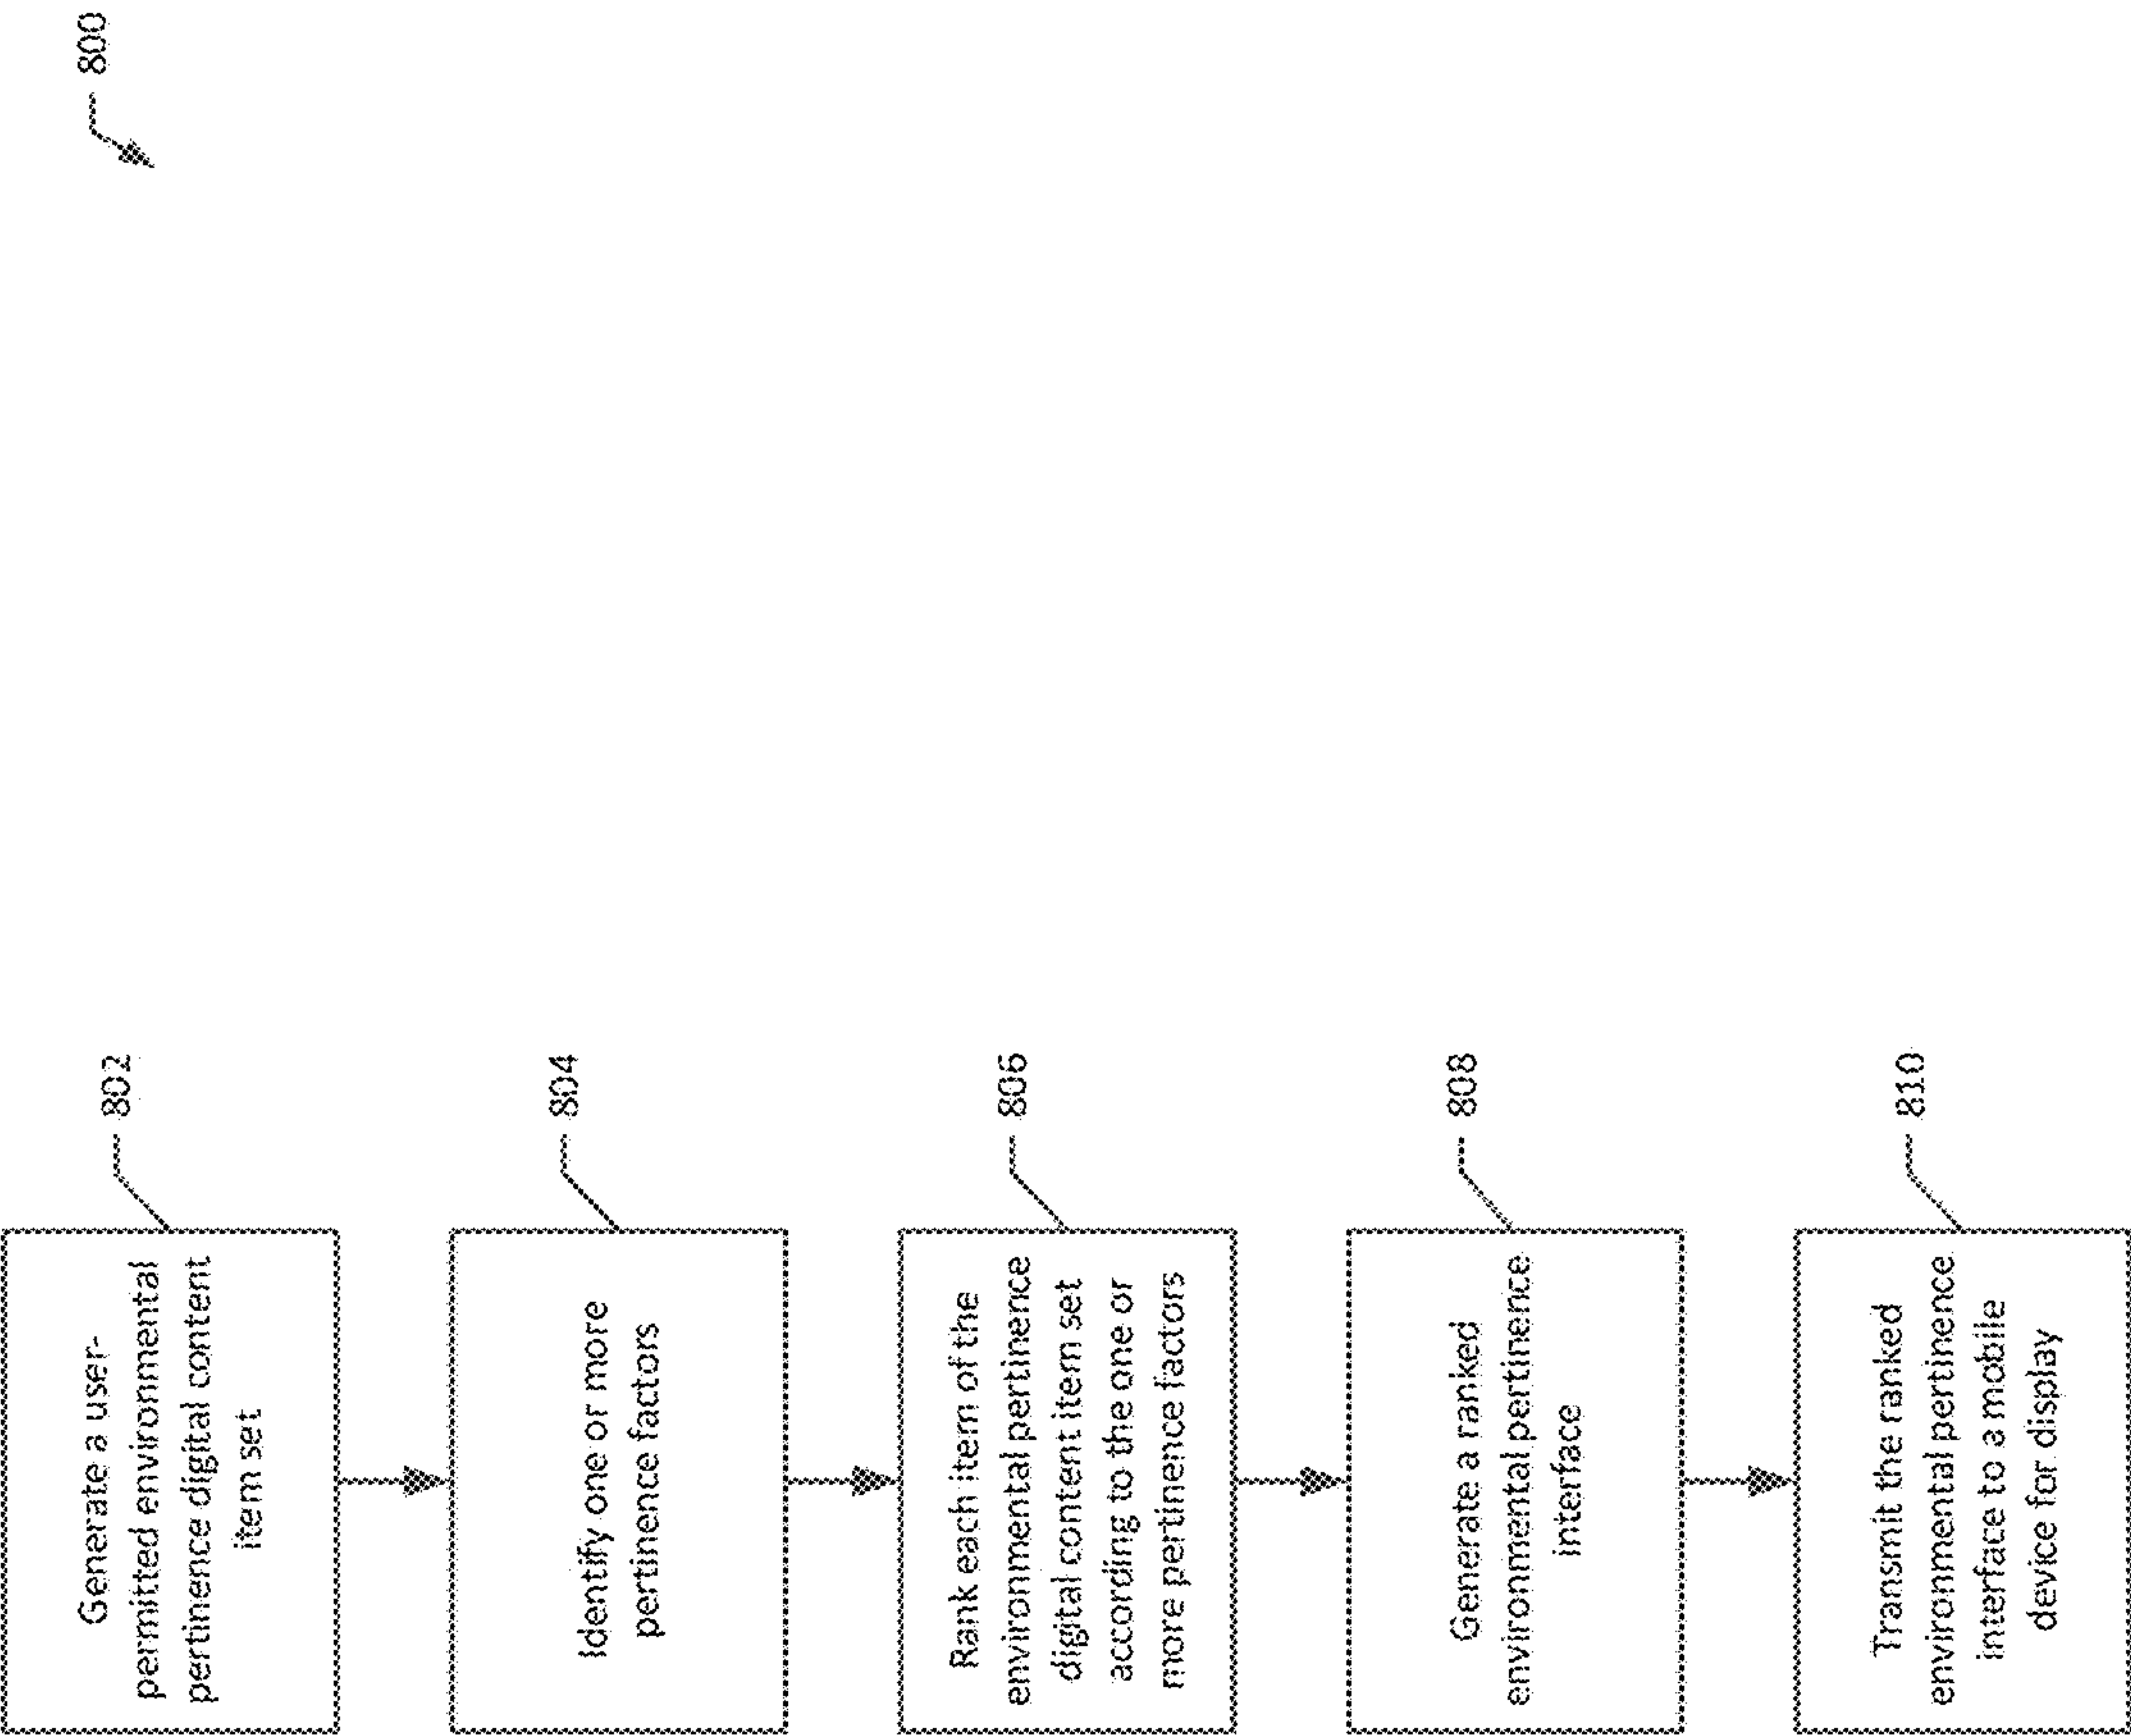 800
Generate a user-
permitted environmental
pertinence digital content
item set
802
Identify one or more
pertinence factors
804
Rank each item of the
environmental pertinence
digital content item set
according to the one or
more pertinence factors
806
Generate a ranked
environmental pertinence
interface
808
Transmit the ranked
environmental pertinence
interface to a mobile
device for display
810